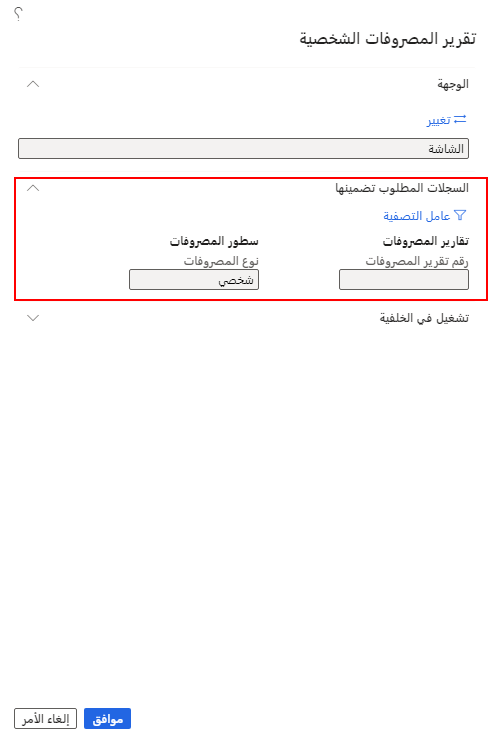 ؟
تقرير المصروفات الشخصية
الوجهة
تغيير
الشاشة
السجلات المطلوب تضمينها
عامل التصفية
تقارير المصروفات سطور المصروفات
رقم تقرير المصروفات نوع المصروفات
شخصي
تشغيل في الخلفية
موافق إلغاء الأمر